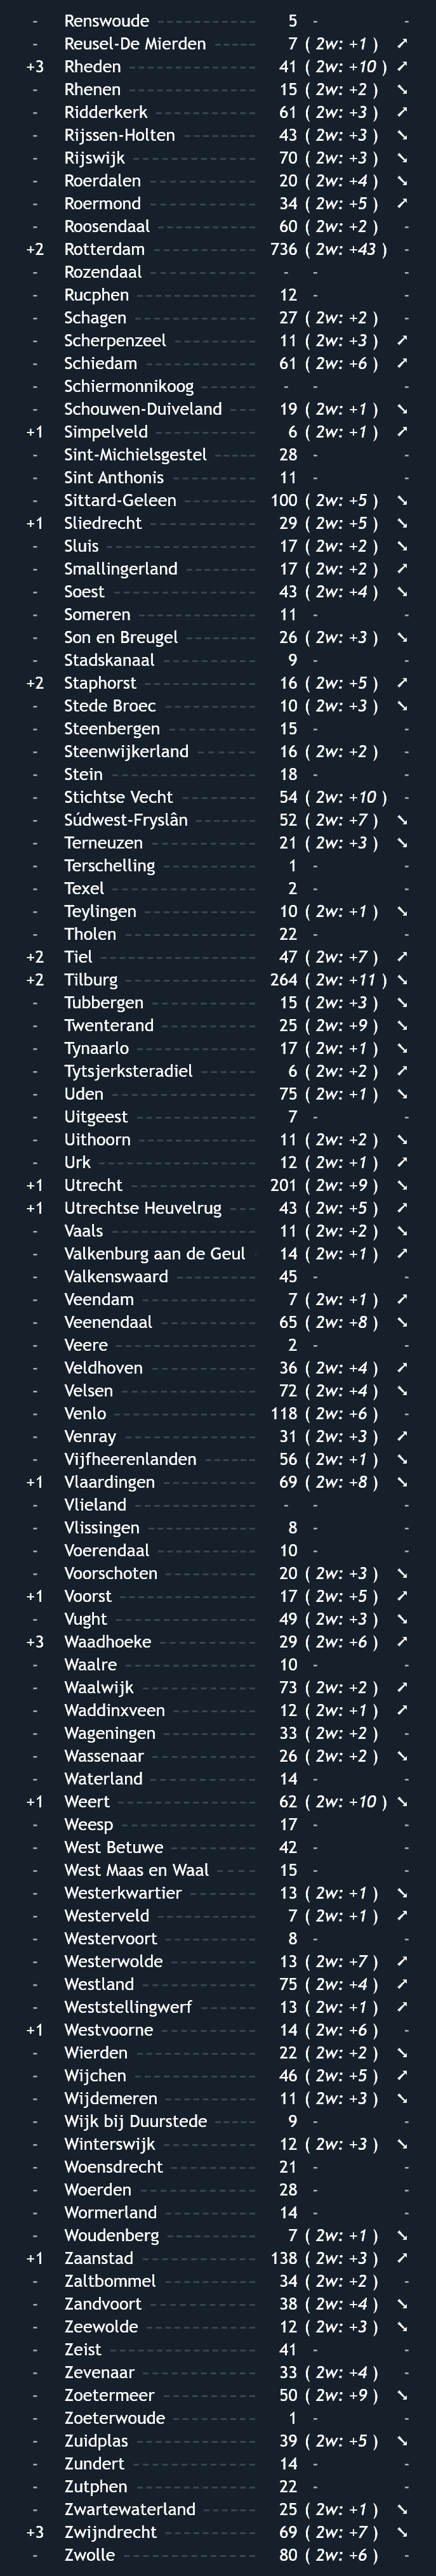 - Renswoude 5 - -
- Reusel-De Mierden 7 ( 2w: +1 ) ➚
+3 Rheden 41 ( 2w: +10 ) ➚
- Rhenen 15 ( 2w: +2 ) ➘
- Ridderkerk 61 ( 2w: +3 ) ➚
- Rijssen-Holten 43 ( 2w: +3 ) ➘
- Rijswijk 70 ( 2w: +3 ) ➘
- Roerdalen 20 ( 2w: +4 ) ➘
- Roermond 34 ( 2w: +5 ) ➚
- Roosendaal 60 ( 2w: +2 ) -
+2 Rotterdam 736 ( 2w: +43 ) -
- Rozendaal - - -
- Rucphen 12 - -
- Schagen 27 ( 2w: +2 ) -
- Scherpenzeel 11 ( 2w: +3 ) ➚
- Schiedam 61 ( 2w: +6 ) ➚
- Schiermonnikoog - - -
- Schouwen-Duiveland 19 ( 2w: +1 ) ➘
+1 Simpelveld 6 ( 2w: +1 ) ➚
- Sint-Michielsgestel 28 - -
- Sint Anthonis 11 - -
- Sittard-Geleen 100 ( 2w: +5 ) ➘
+1 Sliedrecht 29 ( 2w: +5 ) ➘
- Sluis 17 ( 2w: +2 ) ➘
- Smallingerland 17 ( 2w: +2 ) ➚
- Soest 43 ( 2w: +4 ) ➘
- Someren 11 - -
- Son en Breugel 26 ( 2w: +3 ) ➘
- Stadskanaal 9 - -
+2 Staphorst 16 ( 2w: +5 ) ➚
- Stede Broec 10 ( 2w: +3 ) ➘
- Steenbergen 15 - -
- Steenwijkerland 16 ( 2w: +2 ) -
- Stein 18 - -
- Stichtse Vecht 54 ( 2w: +10 ) -
- Súdwest-Fryslân 52 ( 2w: +7 ) ➘
- Terneuzen 21 ( 2w: +3 ) ➘
- Terschelling 1 - -
- Texel 2 - -
- Teylingen 10 ( 2w: +1 ) ➘
- Tholen 22 - -
+2 Tiel 47 ( 2w: +7 ) ➚
+2 Tilburg 264 ( 2w: +11 ) ➘
- Tubbergen 15 ( 2w: +3 ) ➘
- Twenterand 25 ( 2w: +9 ) ➘
- Tynaarlo 17 ( 2w: +1 ) ➘
- Tytsjerksteradiel 6 ( 2w: +2 ) ➚
- Uden 75 ( 2w: +1 ) ➘
- Uitgeest 7 - -
- Uithoorn 11 ( 2w: +2 ) ➘
- Urk 12 ( 2w: +1 ) ➚
+1 Utrecht 201 ( 2w: +9 ) ➘
+1 Utrechtse Heuvelrug 43 ( 2w: +5 ) ➚
- Vaals 11 ( 2w: +2 ) ➘
- Valkenburg aan de Geul 14 ( 2w: +1 ) ➚
- Valkenswaard 45 - -
- Veendam 7 ( 2w: +1 ) ➚
- Veenendaal 65 ( 2w: +8 ) ➘
- Veere 2 - -
- Veldhoven 36 ( 2w: +4 ) ➚
- Velsen 72 ( 2w: +4 ) ➘
- Venlo 118 ( 2w: +6 ) -
- Venray 31 ( 2w: +3 ) ➚
- Vijfheerenlanden 56 ( 2w: +1 ) ➘
+1 Vlaardingen 69 ( 2w: +8 ) ➘
- Vlieland - - -
- Vlissingen 8 - -
- Voerendaal 10 - -
- Voorschoten 20 ( 2w: +3 ) ➘
+1 Voorst 17 ( 2w: +5 ) ➚
- Vught 49 ( 2w: +3 ) ➘
+3 Waadhoeke 29 ( 2w: +6 ) ➚
- Waalre 10 - -
- Waalwijk 73 ( 2w: +2 ) ➚
- Waddinxveen 12 ( 2w: +1 ) ➚
- Wageningen 33 ( 2w: +2 ) -
- Wassenaar 26 ( 2w: +2 ) ➘
- Waterland 14 - -
+1 Weert 62 ( 2w: +10 ) ➘
- Weesp 17 - -
- West Betuwe 42 - -
- West Maas en Waal 15 - -
- Westerkwartier 13 ( 2w: +1 ) ➘
- Westerveld 7 ( 2w: +1 ) ➚
- Westervoort 8 - -
- Westerwolde 13 ( 2w: +7 ) ➚
- Westland 75 ( 2w: +4 ) ➚
- Weststellingwerf 13 ( 2w: +1 ) ➚
+1 Westvoorne 14 ( 2w: +6 ) -
- Wierden 22 ( 2w: +2 ) ➘
- Wijchen 46 ( 2w: +5 ) ➚
- Wijdemeren 11 ( 2w: +3 ) ➘
- Wijk bij Duurstede 9 - -
- Winterswijk 12 ( 2w: +3 ) ➘
- Woensdrecht 21 - -
- Woerden 28 - -
- Wormerland 14 - -
- Woudenberg 7 ( 2w: +1 ) ➘
+1 Zaanstad 138 ( 2w: +3 ) ➚
- Zaltbommel 34 ( 2w: +2 ) -
- Zandvoort 38 ( 2w: +4 ) ➘
- Zeewolde 12 ( 2w: +3 ) ➘
- Zeist 41 - -
- Zevenaar 33 ( 2w: +4 ) -
- Zoetermeer 50 ( 2w: +9 ) ➘
- Zoeterwoude 1 - -
- Zuidplas 39 ( 2w: +5 ) ➘
- Zundert 14 - -
- Zutphen 22 - -
- Zwartewaterland 25 ( 2w: +1 ) ➘
+3 Zwijndrecht 69 ( 2w: +7 ) ➘
- Zwolle 80 ( 2w: +6 ) -